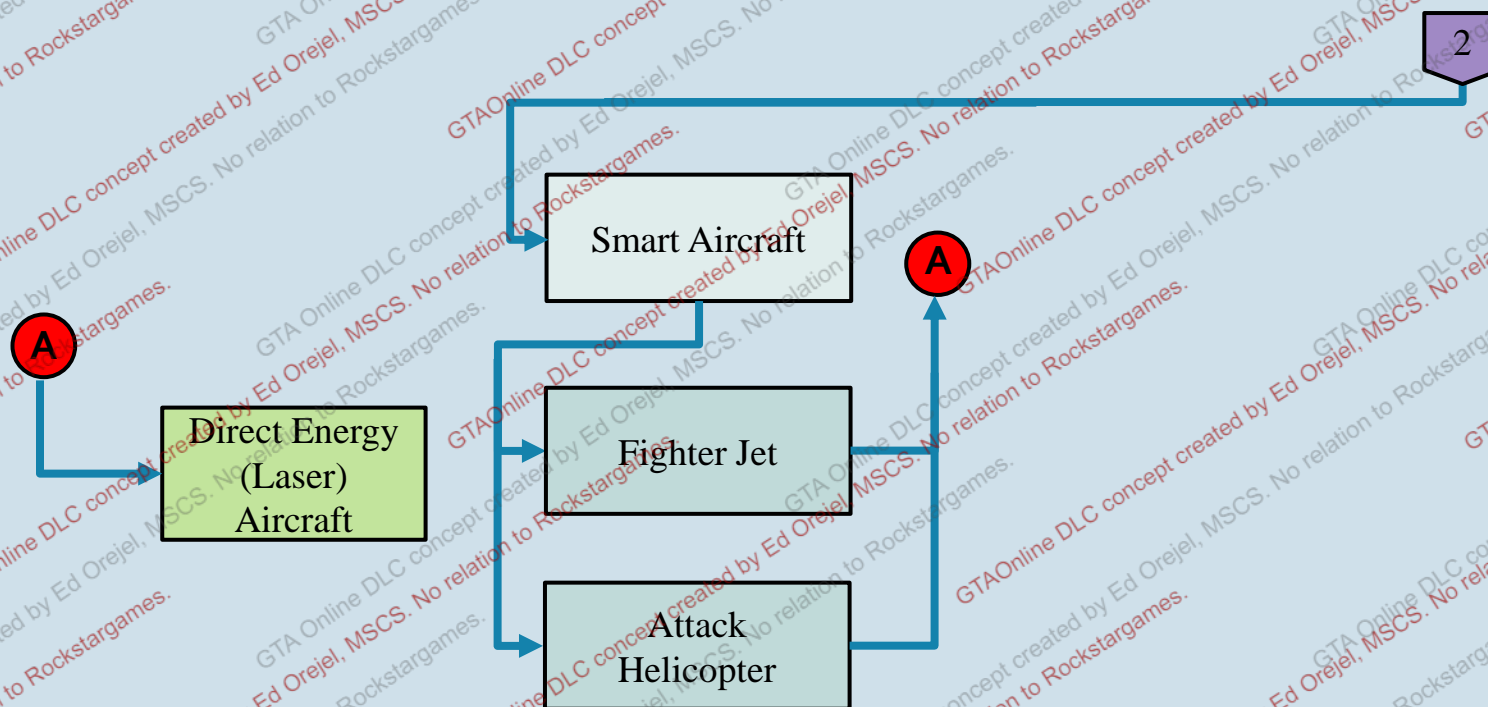 2
Smart Aircraft
A
A
Direct Energy
(Laser)
Aircraft
Fighter Jet
Attack
Helicopter
GTAOnline DLC concept created by Ed Orejel, MSCS. No relation to Rockstargames.
GTA Online DLC concept created by Ed Orejel, MSCS. No relation to Rockstargames.